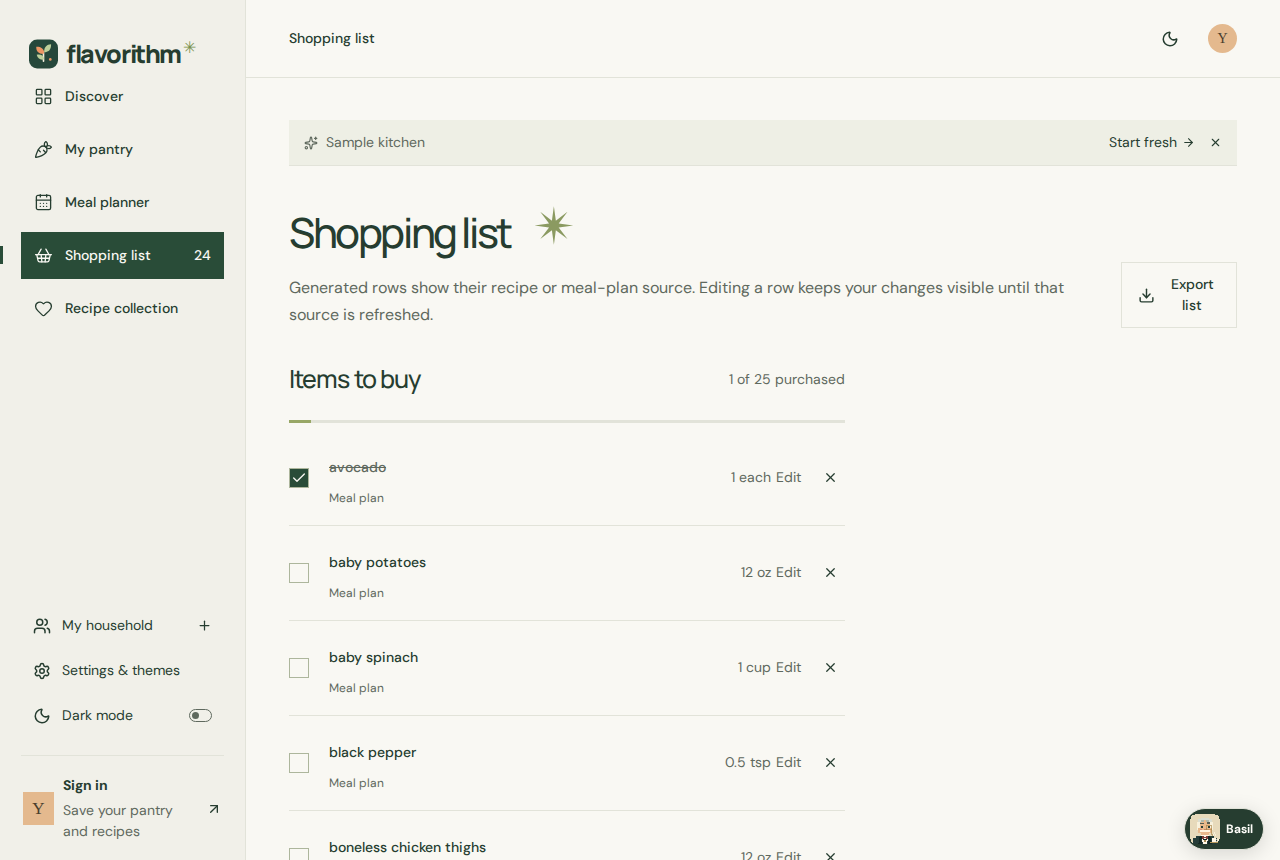 flavorithm
Discover
My pantry
Meal planner
Shopping list 24
Recipe collection
My household
Settings & themes
Dark mode
Y
Sign in
Save your pantry
and recipes
Shopping list
Y
Sample kitchen
Start fresh →
Shopping list
Generated rows show their recipe or meal-plan source. Editing a row keeps your changes visible until that
source is refreshed.
Export
list
Items to buy
1 of 25 purchased
avocado
Meal plan
1 each Edit
baby potatoes
Meal plan
12 oz Edit
baby spinach
Meal plan
1 cup Edit
black pepper
Meal plan
0.5 tsp Edit
boneless chicken thighs
12 oz Edit
Basil